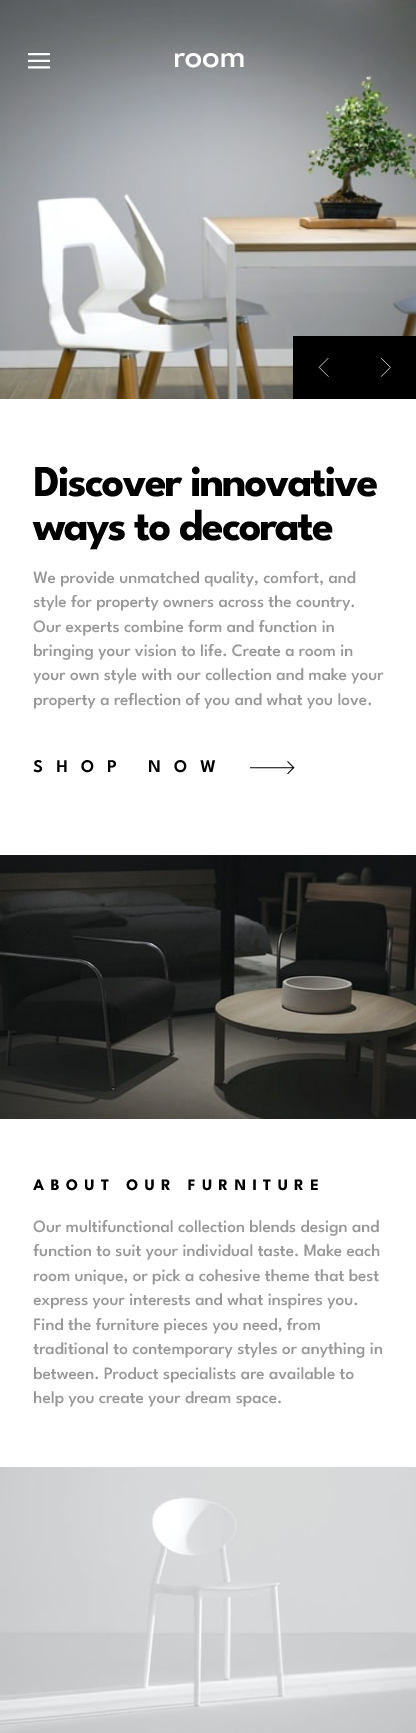 room
Discover innovative
ways to decorate
We provide unmatched quality, comfort, and
style for property owners across the country.
Our experts combine form and function in
bringing your vision to life. Create a room in
your own style with our collection and make your
property a reflection of you and what you love.
SHOP NOW
ABOUT OUR FURNITURE
Our multifunctional collection blends design and
function to suit your individual taste. Make each
room unique, or pick a cohesive theme that best
express your interests and what inspires you.
Find the furniture pieces you need, from
traditional to contemporary styles or anything in
between. Product specialists are available to
help you create your dream space.